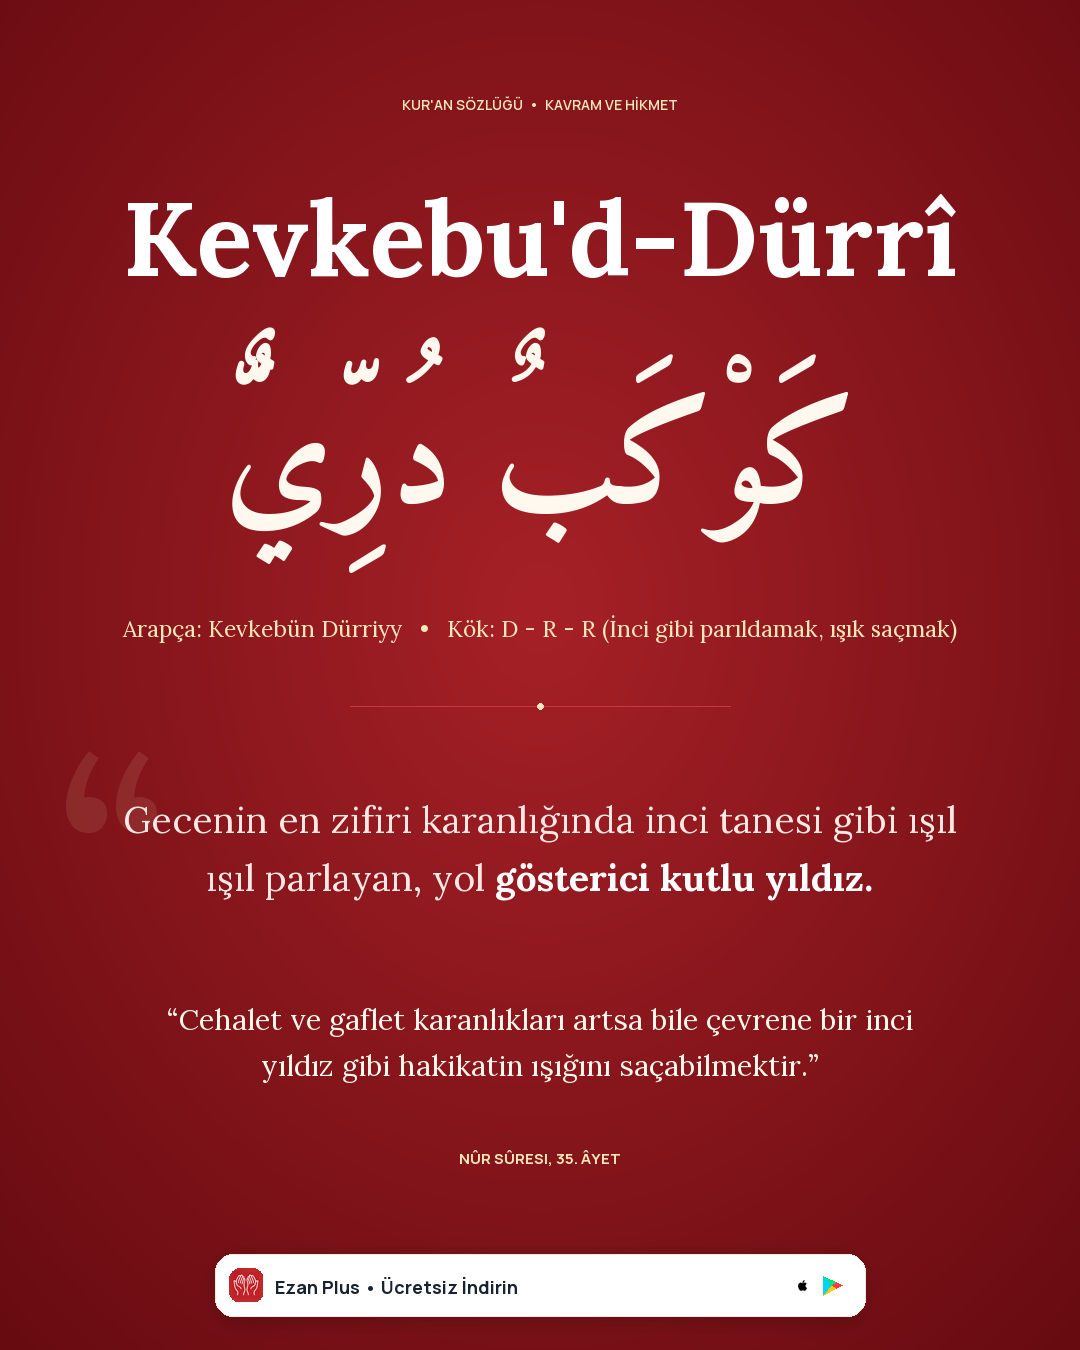 KUR'AN SÖZLÜĞÜ • KAVRAM VE HİKMET
Kevkebu'd-Dürrî
كَوْكَبٌ دُرِّيٌّ
Arapça: Kevkebün Dürriyy • Kök: D - R - R (İnci gibi parıldamak, ışık saçmak)
Gecenin en zifiri karanlığında inci tanesi gibi ışıl
ışıl parlayan, yol gösterici kutlu yıldız.
“Cehalet ve gaflet karanlıkları artsa bile çevrene bir inci
yıldız gibi hakikatin ışığını saçabilmektir.”
NÛR SÛRESI, 35. ÂYET
Ezan Plus • Ücretsiz İndirin